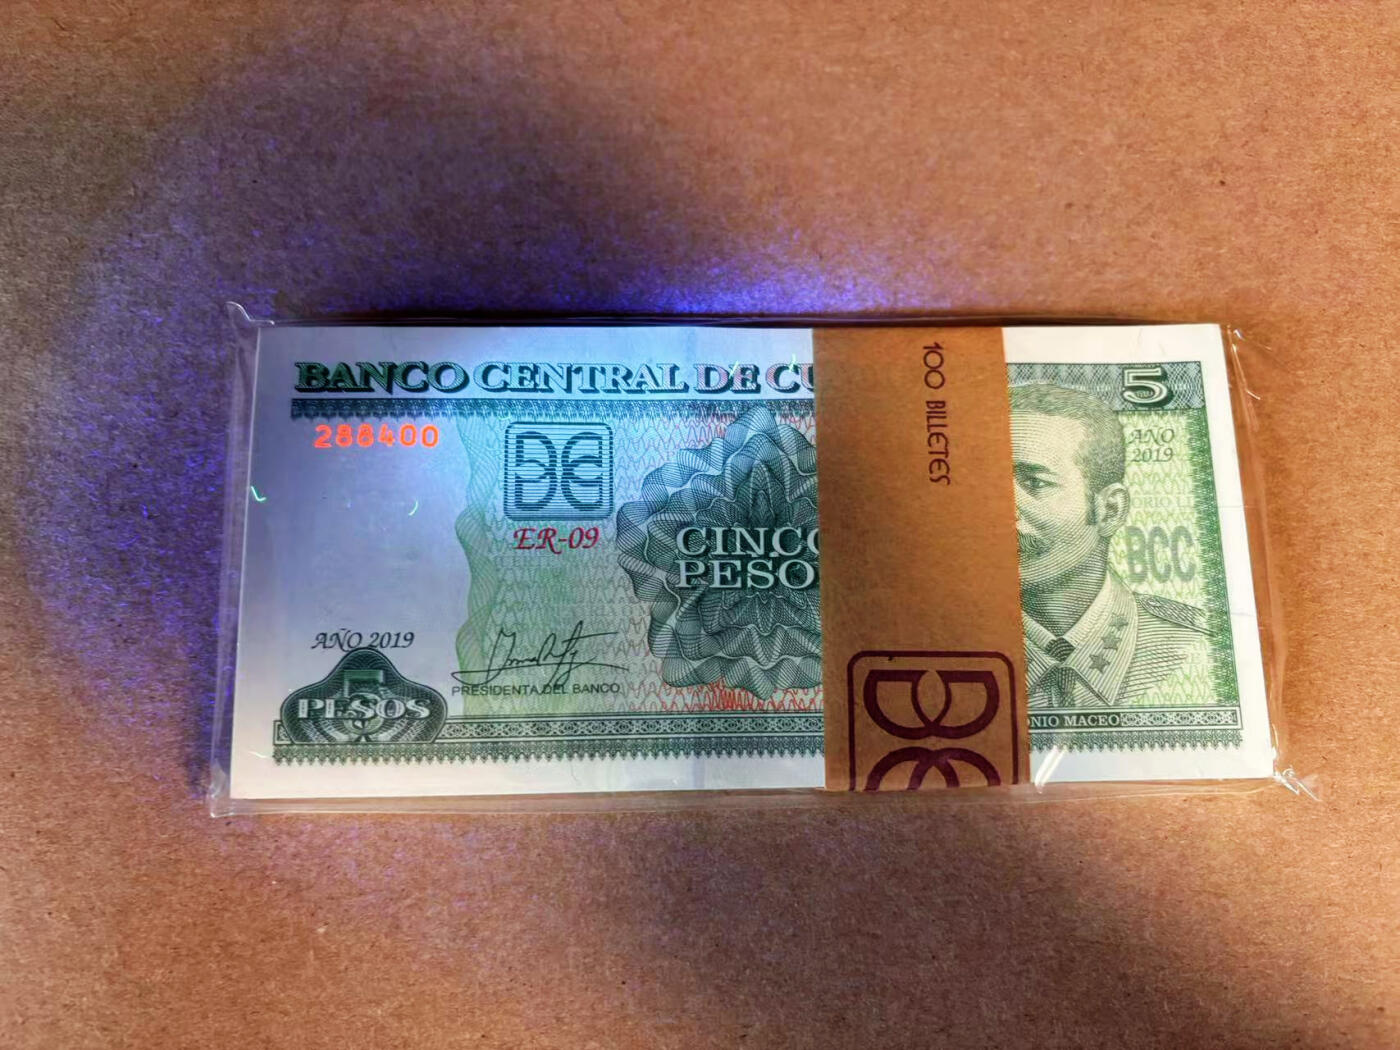 BANCO CENTRAL DE CU
288400
ER-09
CINCO
PESO
AÑO 2019
5
PESOS
PRESIDENTA DEL BANCO
100 BILLETES
5
AÑO
2019
BCC
ONIO MACEO